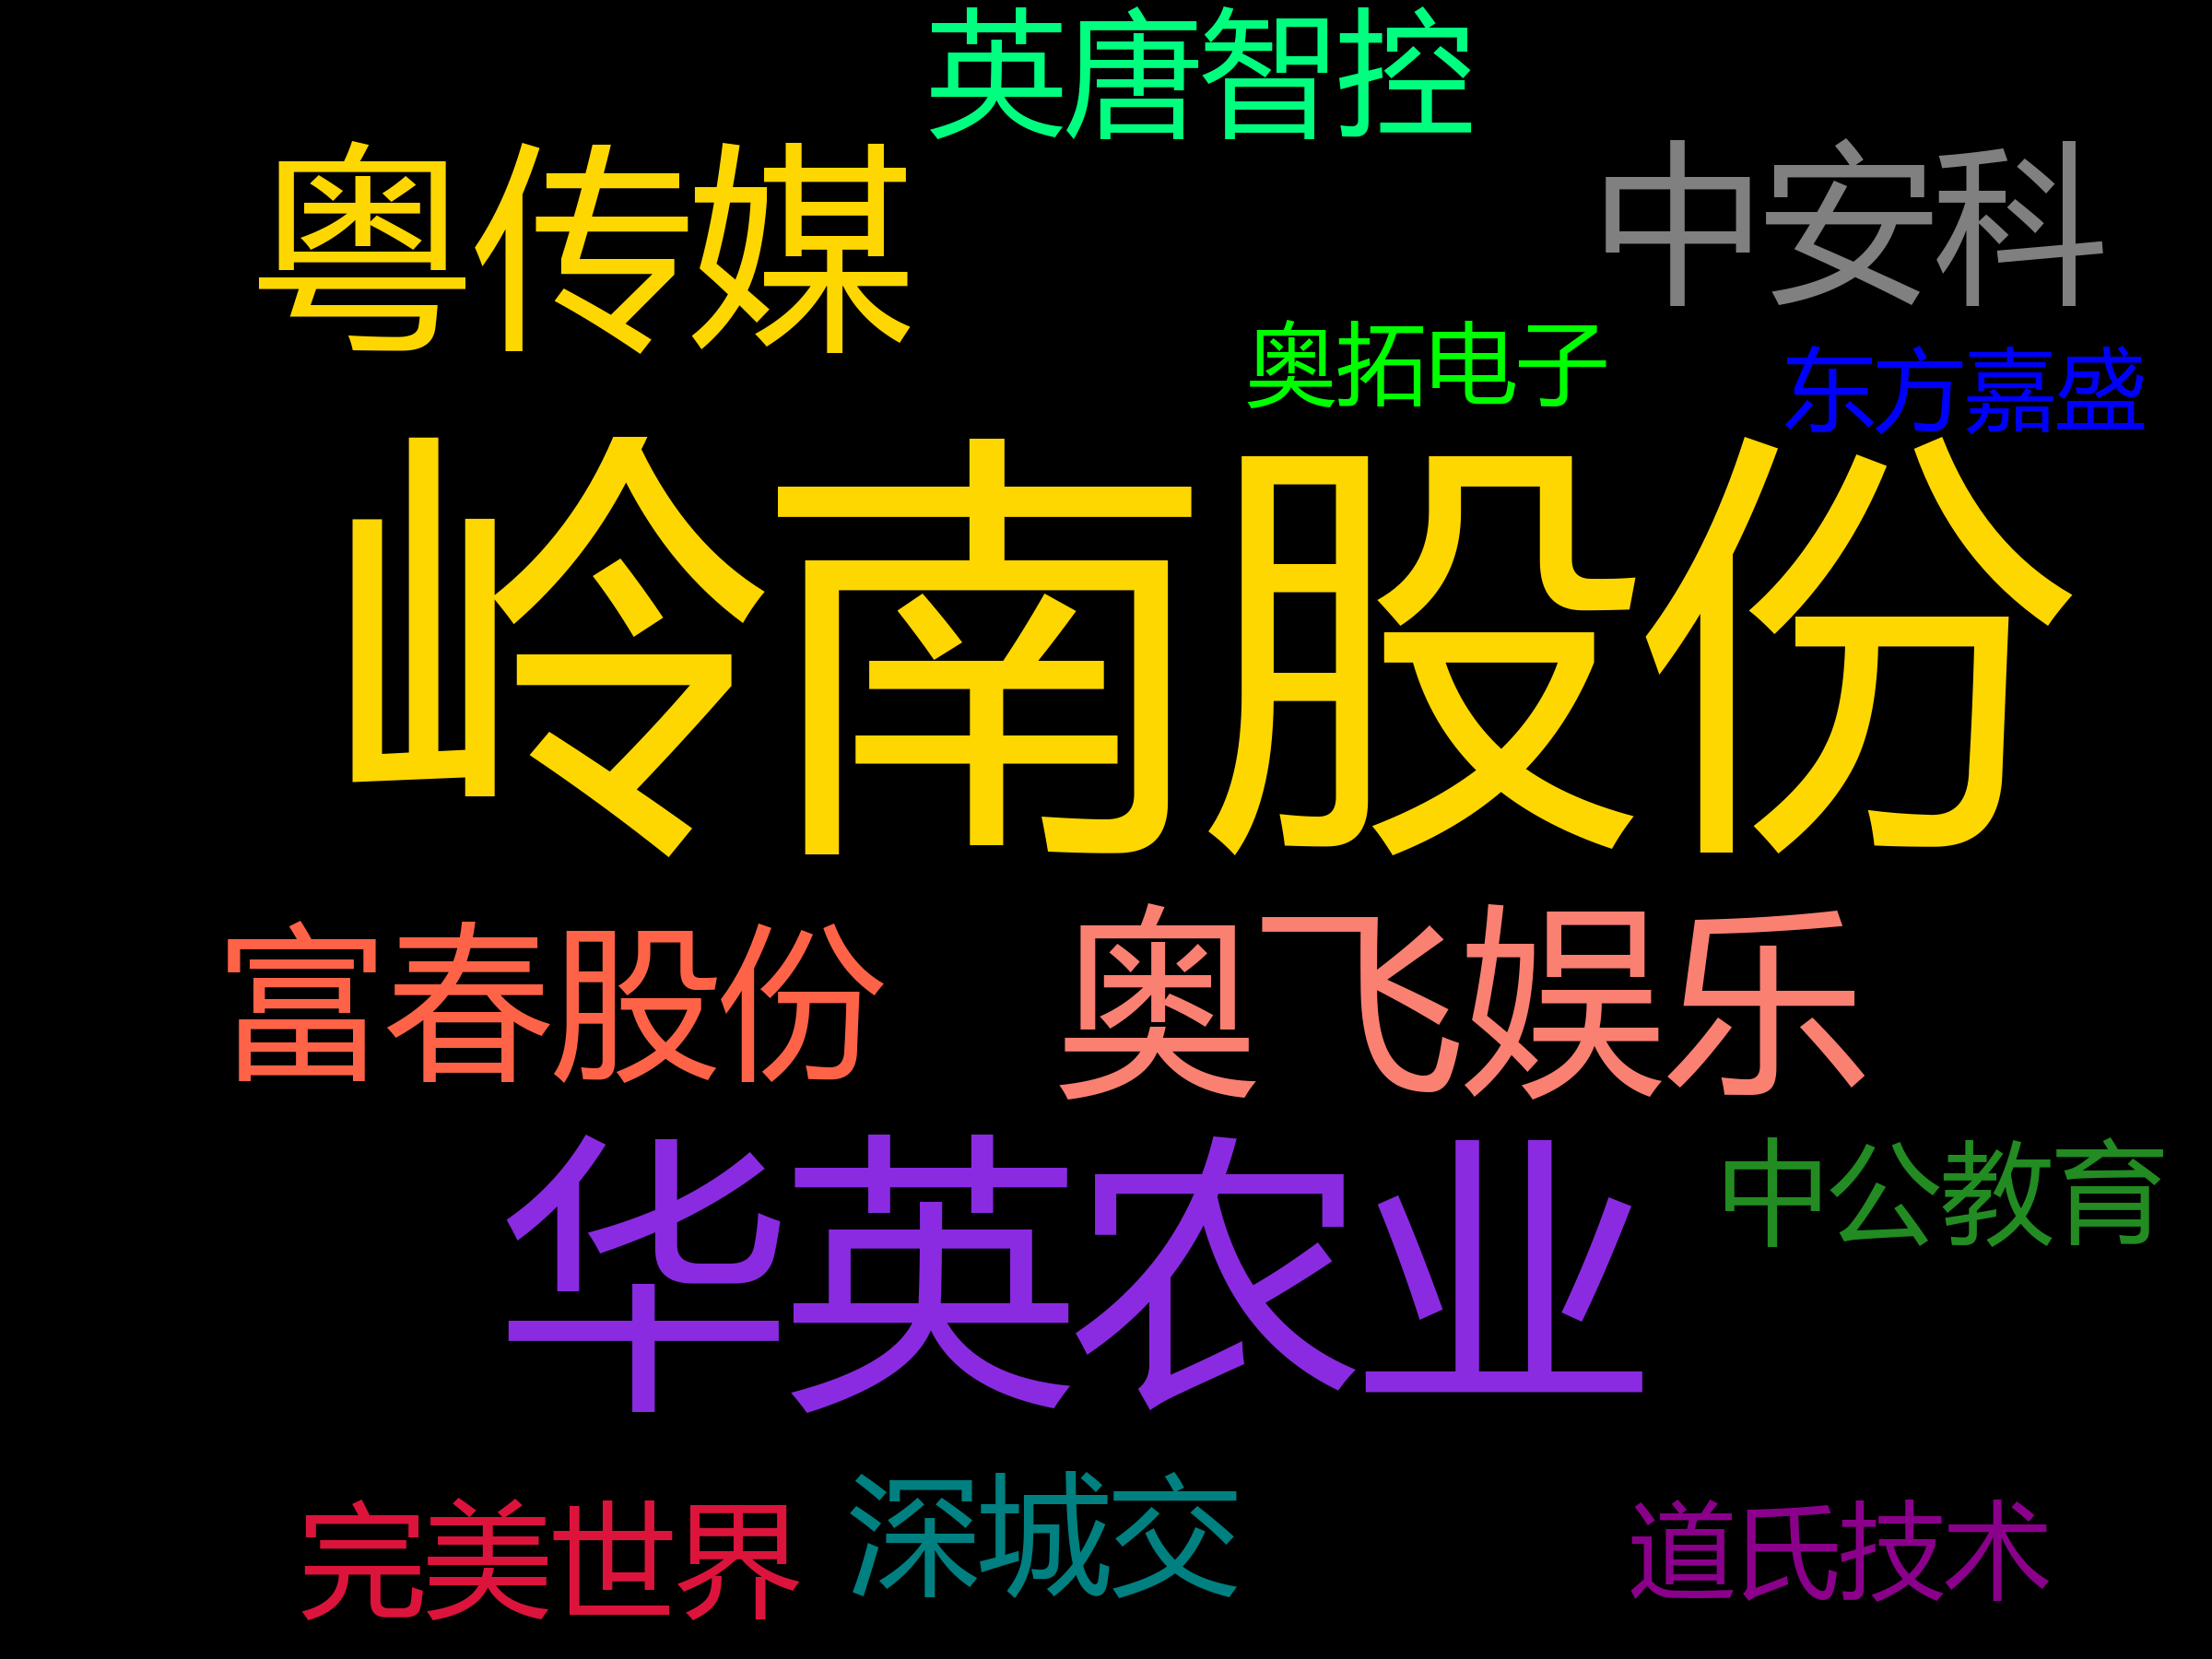 英唐智控
粤传媒
中安科
奥拓电子
东方嘉盛
岭南股份
富春股份
奥飞娱乐
华英农业
中公教育
完美世界
深城交
道氏技术